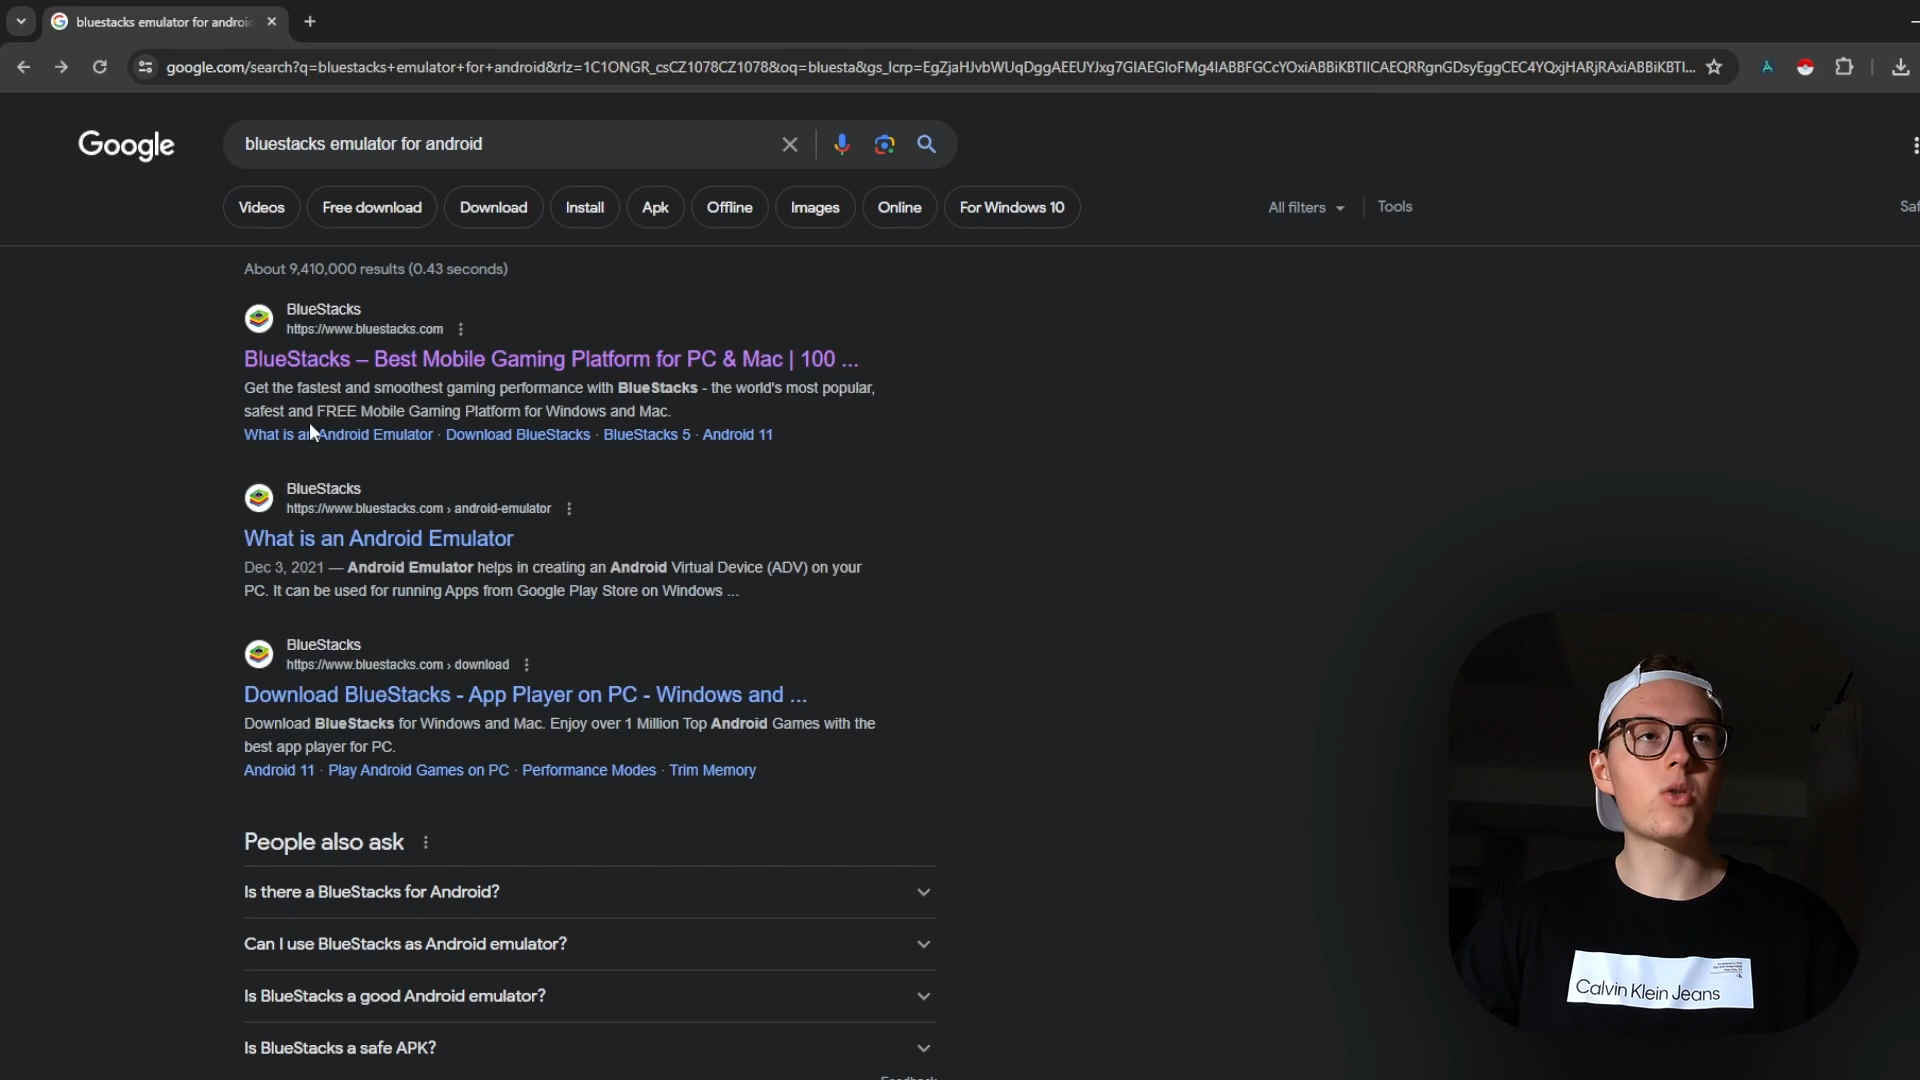 bluestacks emulator for androic
google.com/search?q=bluestacks+emulator+for+android&rlz=1C1ONGR_csCZ1078CZ1078&oq=bluesta&gs_lcrp=EgZjaHJvbWUqDggAEEUYJxg7GIAEGIoFMg4IABBFGCcYOxiABBiKBTIICAEQRRgnGDsyEggCEC4YQxjHARjRAxiABBiKBTI...
Google
bluestacks emulator for android
Videos
Free download
Download
Install
Apk
Offline
Images
Online
For Windows 10
All filters
Tools
Saf
About 9,410,000 results (0.43 seconds)
BlueStacks
https://www.bluestacks.com
BlueStacks – Best Mobile Gaming Platform for PC & Mac | 100 ...
Get the fastest and smoothest gaming performance with BlueStacks - the world's most popular,
safest and FREE Mobile Gaming Platform for Windows and Mac.
What is an Android Emulator · Download BlueStacks · BlueStacks 5 · Android 11
BlueStacks
https://www.bluestacks.com › android-emulator
What is an Android Emulator
Dec 3, 2021 — Android Emulator helps in creating an Android Virtual Device (ADV) on your
PC. It can be used for running Apps from Google Play Store on Windows ...
BlueStacks
https://www.bluestacks.com › download
Download BlueStacks - App Player on PC - Windows and ...
Download BlueStacks for Windows and Mac. Enjoy over 1 Million Top Android Games with the
best app player for PC.
Android 11 · Play Android Games on PC · Performance Modes · Trim Memory
People also ask
Is there a BlueStacks for Android?
Can I use BlueStacks as Android emulator?
Is BlueStacks a good Android emulator?
Is BlueStacks a safe APK?
Feedback
Calvin Klein Jeans